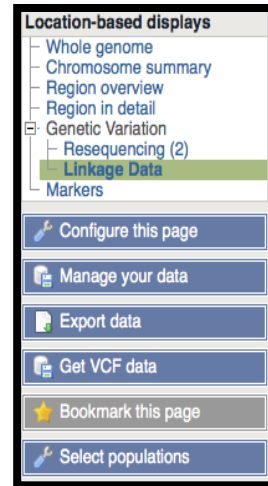 Location-based displays
Whole genome
Chromosome summary
Region overview
Region in detail
Genetic Variation
Resequencing (2)
Linkage Data
Markers
Configure this page
Manage your data
Export data
Get VCF data
Bookmark this page
Select populations